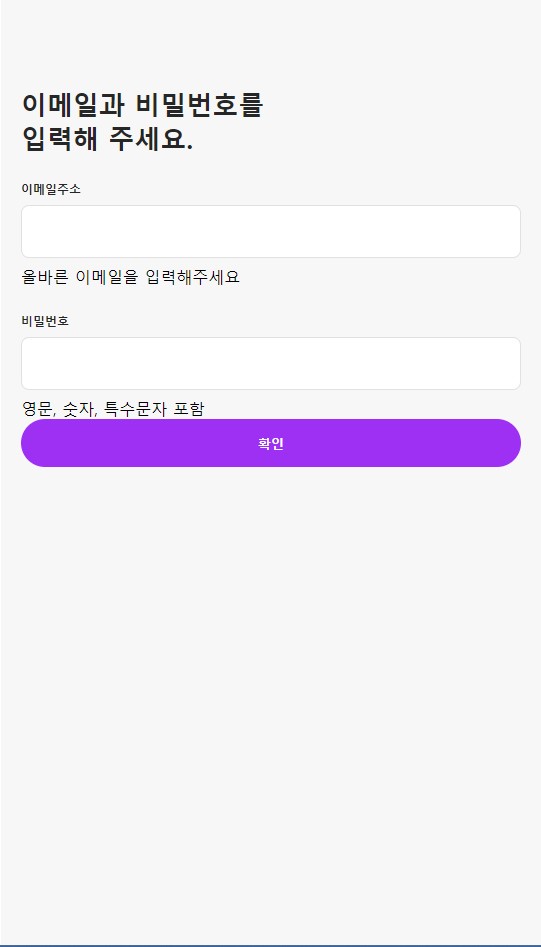 이메일과 비밀번호를
입력해 주세요.
이메일주소
올바른 이메일을 입력해주세요
비밀번호
영문, 숫자, 특수문자 포함
확인